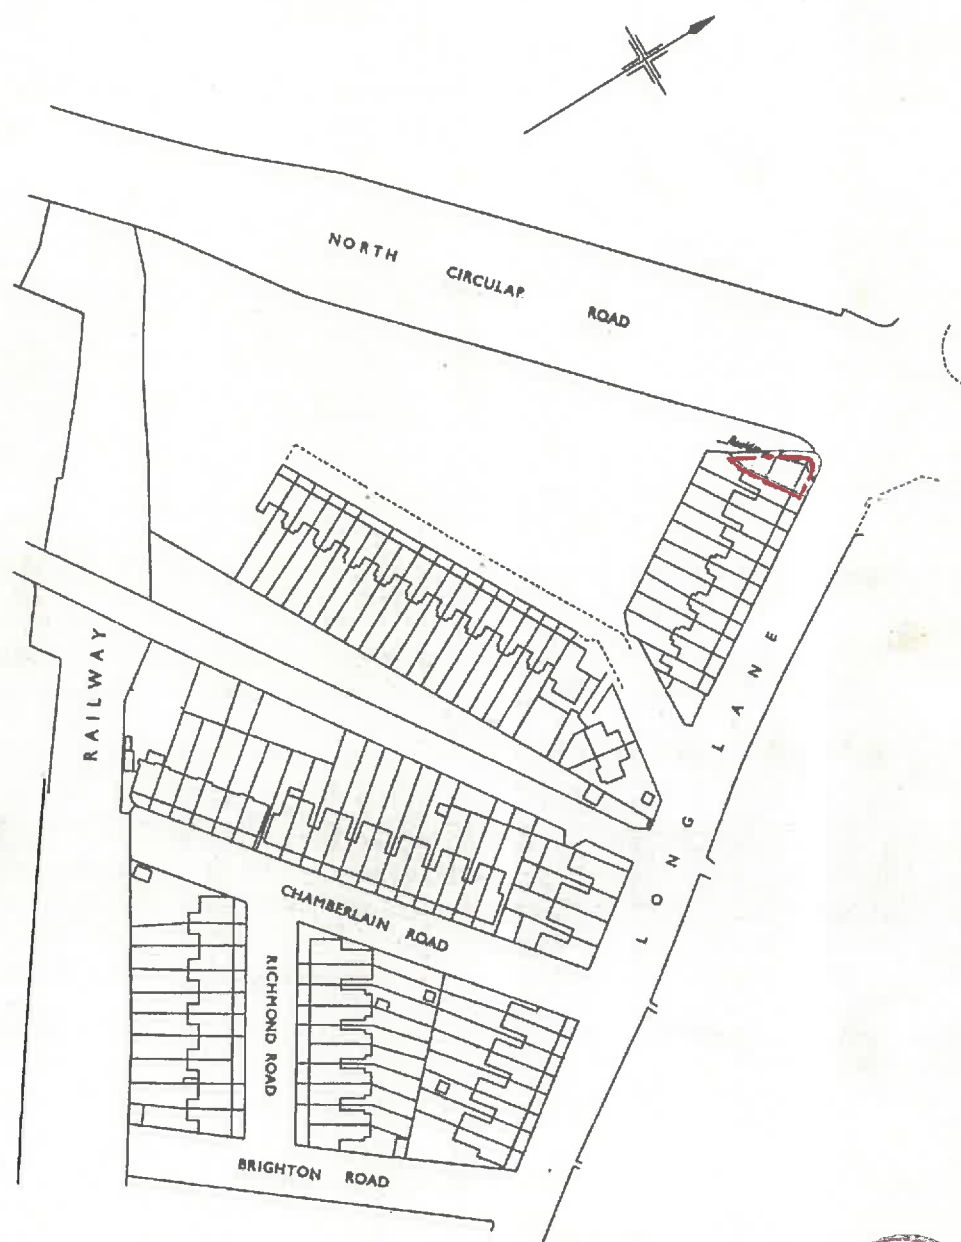 NORTH CIRCULAR ROAD
LONG LANE
RAILWAY
CHAMBERLAIN ROAD
RICHMOND ROAD
BRIGHTON ROAD